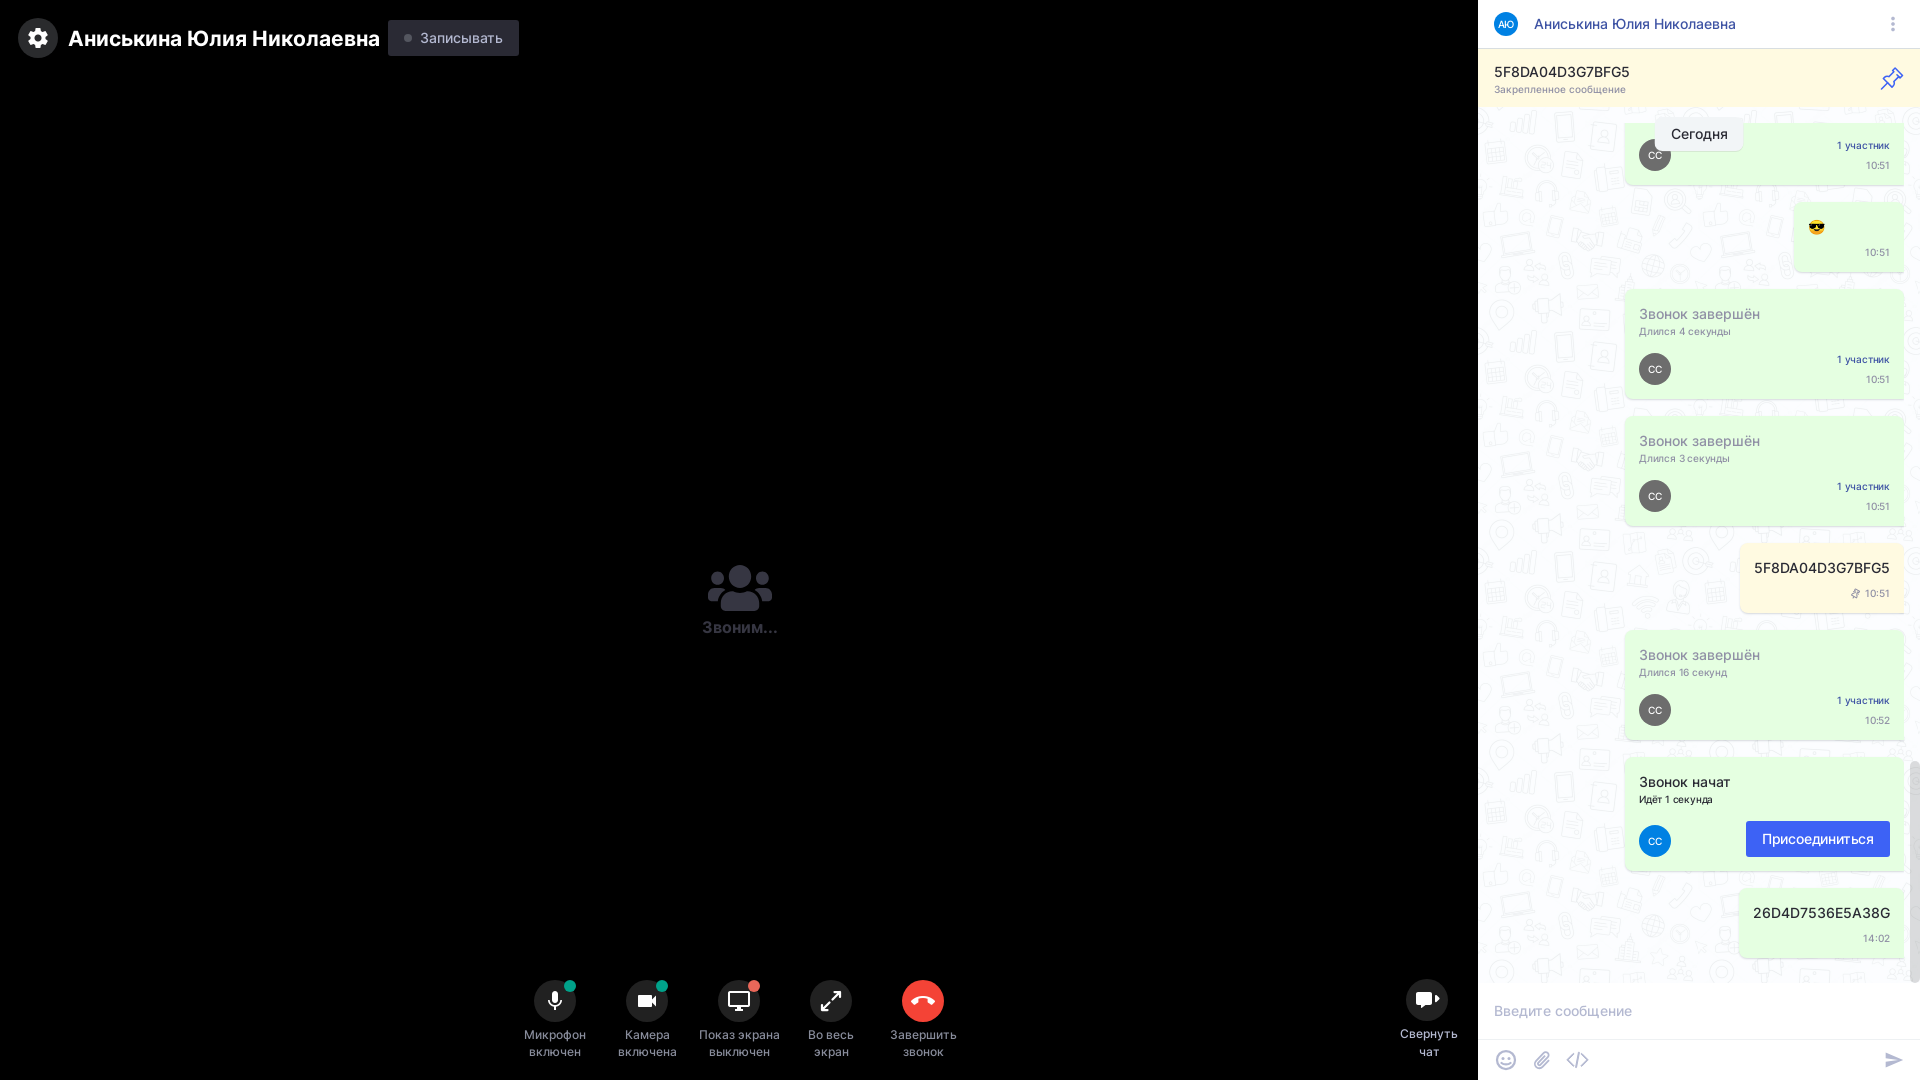 Аниськина Юлия Николаевна
Записывать
Звоним...
Микрофон
включен
Камера
включена
Показ экрана
выключен
Во весь
экран
Завершить
звонок
Свернуть
чат
АЮ
Аниськина Юлия Николаевна
5F8DA04D3G7BFG5
Закрепленное сообщение
Сегодня
СС
1 участник
10:51
10:51
Звонок завершён
Длился 4 секунды
СС
1 участник
10:51
Звонок завершён
Длился 3 секунды
СС
1 участник
10:51
5F8DA04D3G7BFG5
10:51
Звонок завершён
Длился 16 секунд
СС
1 участник
10:52
Звонок начат
Идёт 1 секунда
СС
Присоединиться
26D4D7536E5A38G
14:02
Введите сообщение